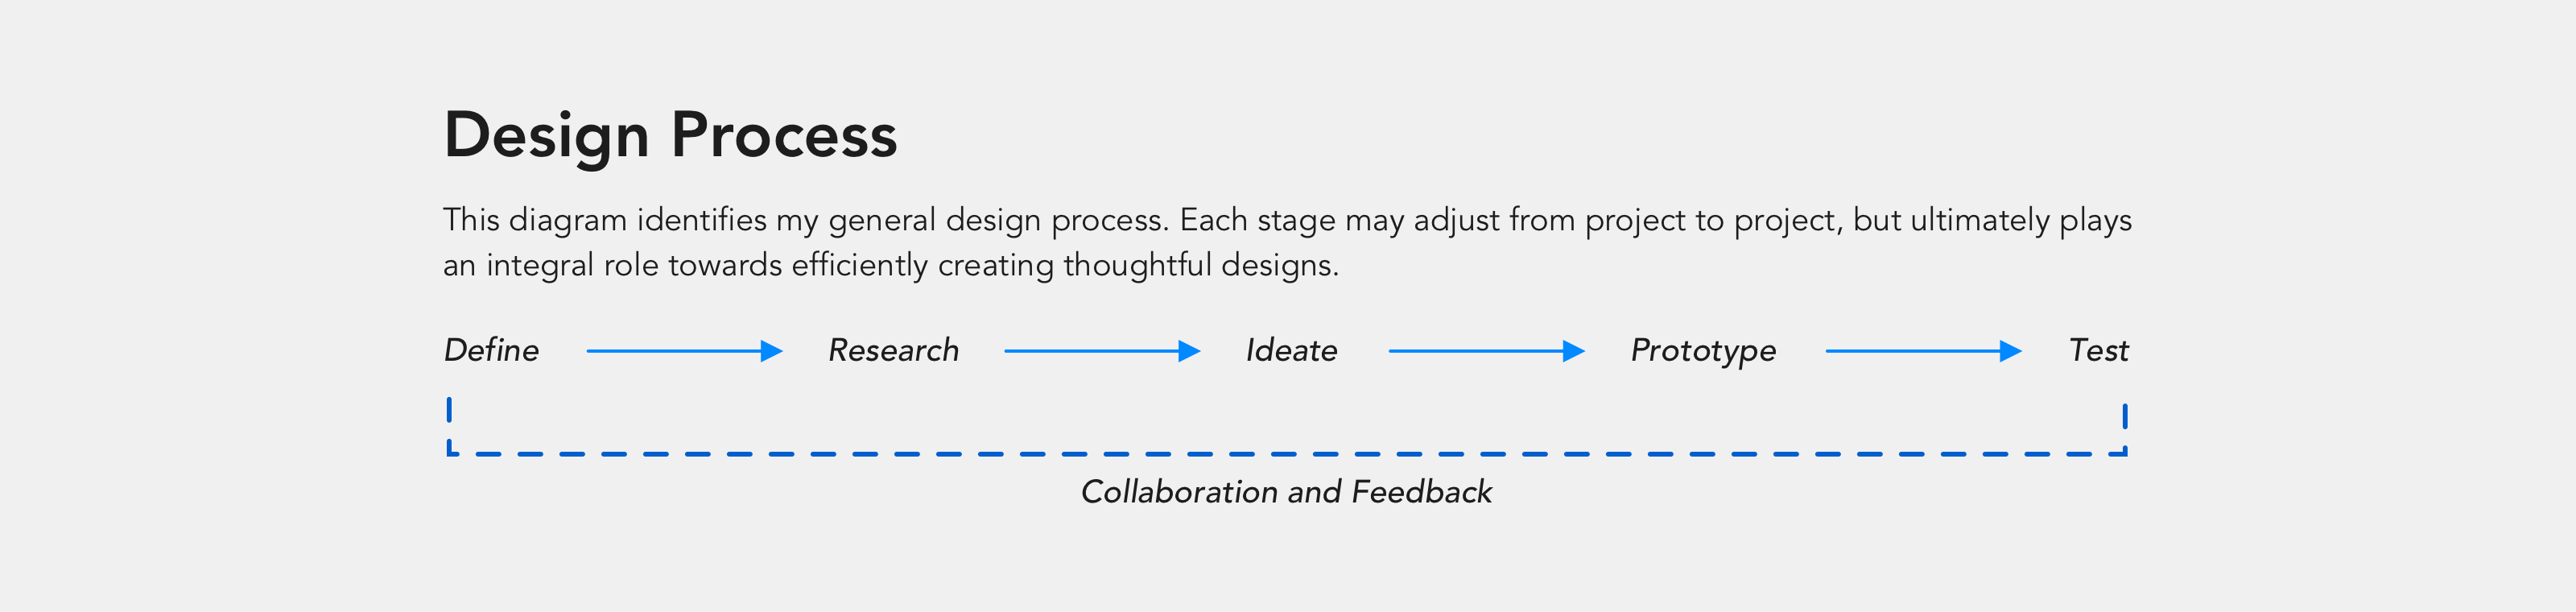 Design Process
This diagram identifies my general design process. Each stage may adjust from project to project, but ultimately plays
an integral role towards efficiently creating thoughtful designs.
Define Research Ideate Prototype Test
Collaboration and Feedback